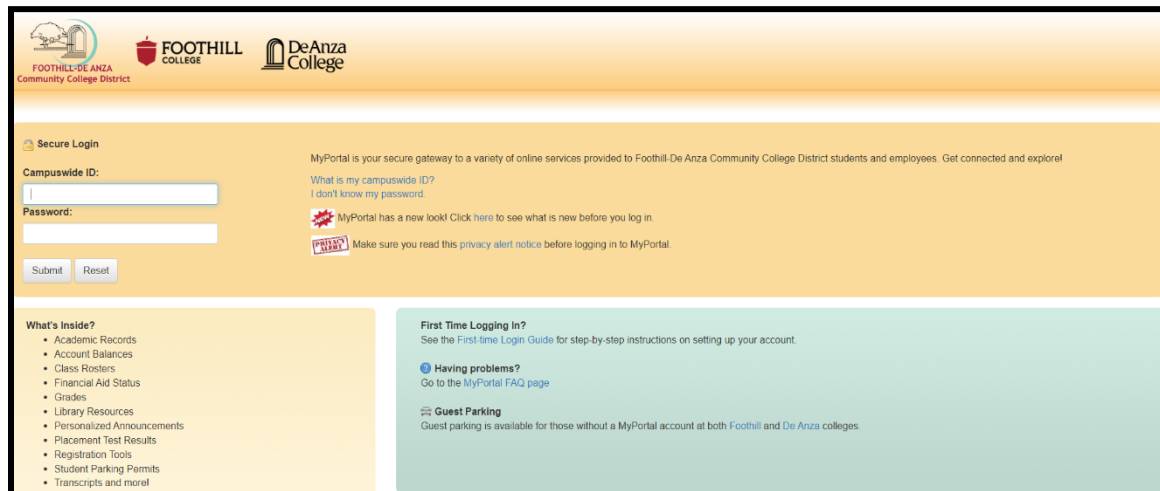 FOOTHILL-DE ANZA
Community College District
FOOTHILL
COLLEGE
DeAnza
College
Secure Login
Campuswide ID:
Password:
Submit Reset
MyPortal is your secure gateway to a variety of online services provided to Foothill-De Anza Community College District students and employees. Get connected and explore!
What is my campuswide ID?
I don't know my password.
NEW MyPortal has a new look! Click here to see what is new before you log in.
PRIVACY
ALERT Make sure you read this privacy alert notice before logging in to MyPortal.
What's Inside?
• Academic Records
• Account Balances
• Class Rosters
• Financial Aid Status
• Grades
• Library Resources
• Personalized Announcements
• Placement Test Results
• Registration Tools
• Student Parking Permits
• Transcripts and more!
First Time Logging In?
See the First-time Login Guide for step-by-step instructions on setting up your account.
? Having problems?
Go to the MyPortal FAQ page
Guest Parking
Guest parking is available for those without a MyPortal account at both Foothill and De Anza colleges.